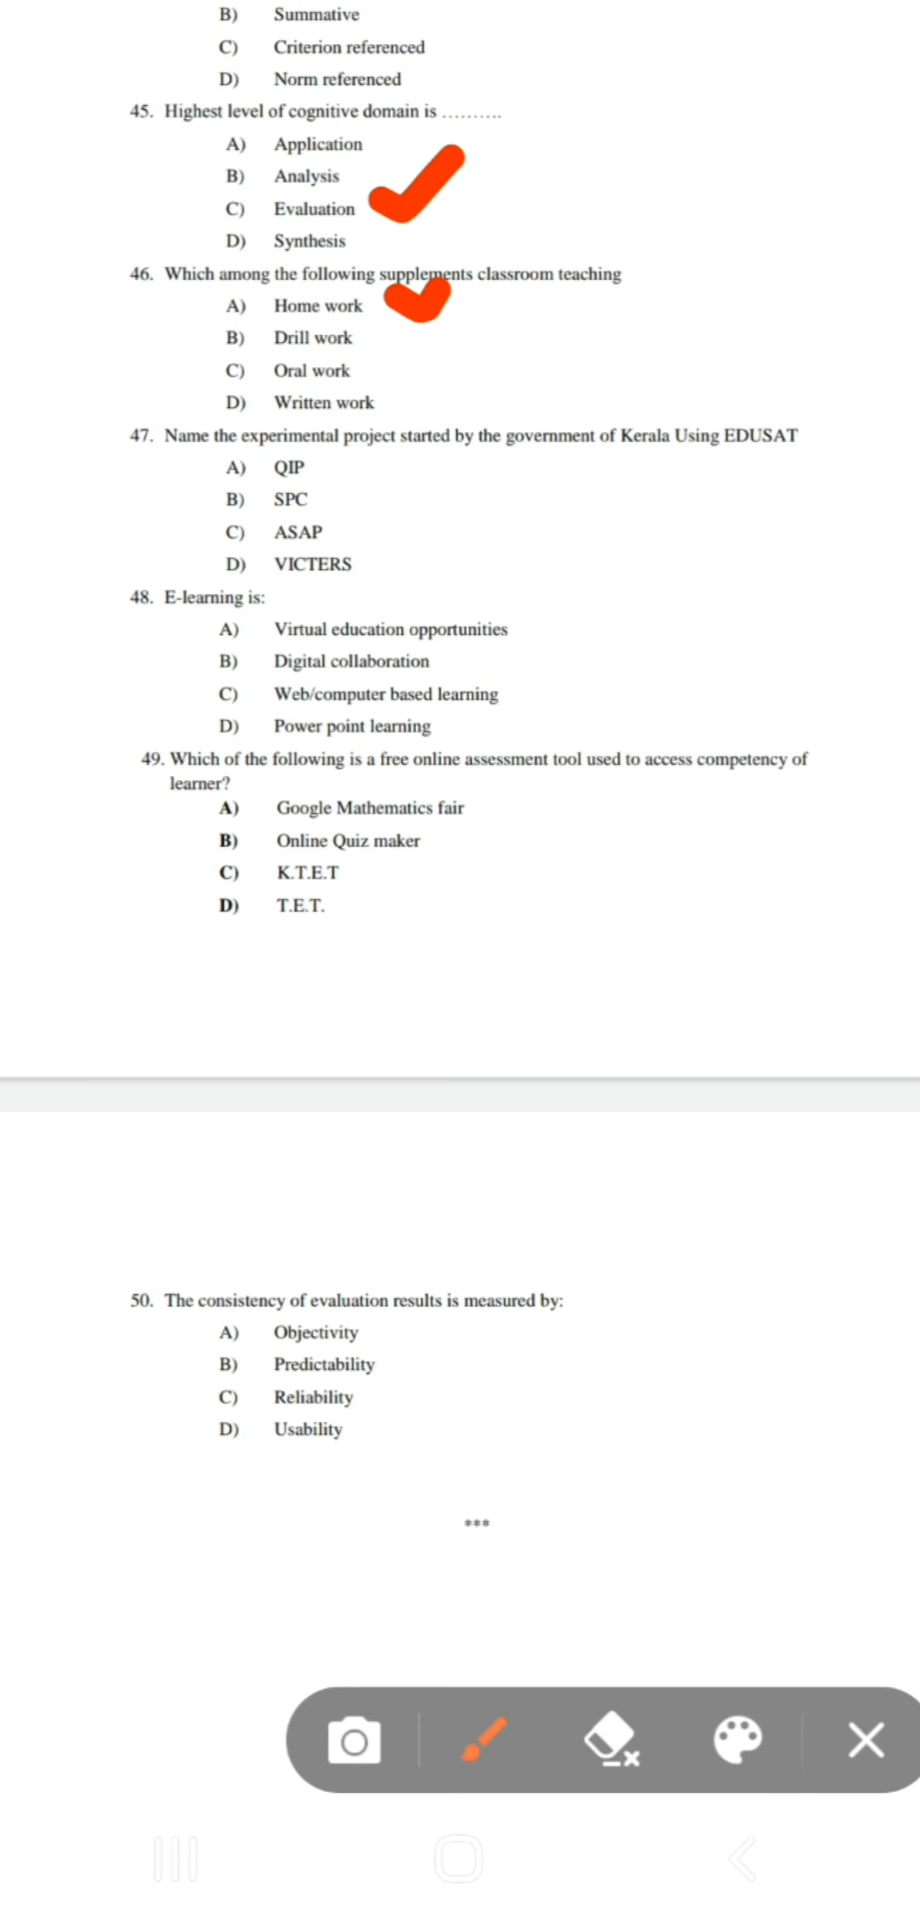 B) Summative
C) Criterion referenced
D) Norm referenced
45. Highest level of cognitive domain is ..........
A) Application
B) Analysis
C) Evaluation
D) Synthesis
46. Which among the following supplements classroom teaching
A) Home work
B) Drill work
C) Oral work
D) Written work
47. Name the experimental project started by the government of Kerala Using EDUSAT
A) QIP
B) SPC
C) ASAP
D) VICTERS
48. E-learning is:
A) Virtual education opportunities
B) Digital collaboration
C) Web/computer based learning
D) Power point learning
49. Which of the following is a free online assessment tool used to access competency of
learner?
A) Google Mathematics fair
B) Online Quiz maker
C) K.T.E.T
D) T.E.T.
50. The consistency of evaluation results is measured by:
A) Objectivity
B) Predictability
C) Reliability
D) Usability
***